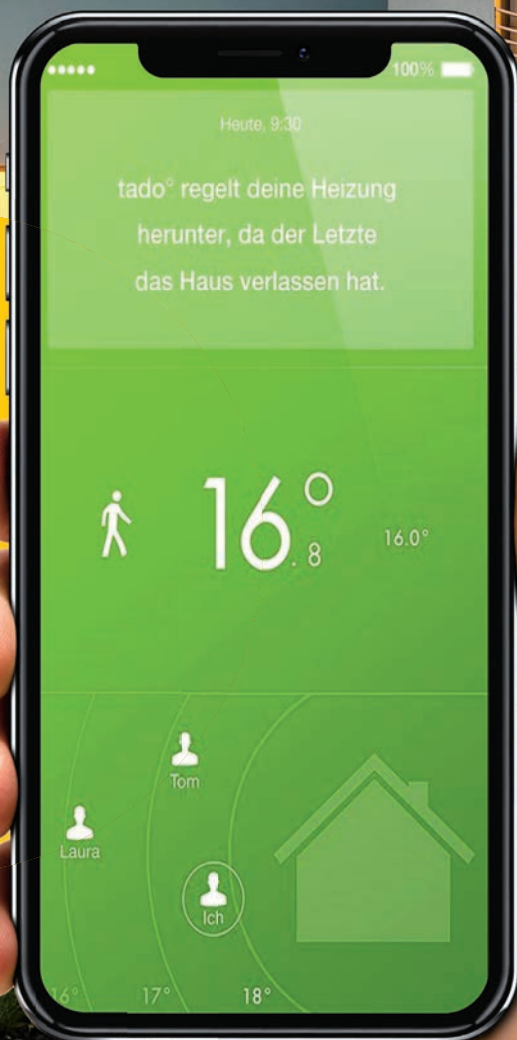 100%
Heute, 9:30
tado° regelt deine Heizung
herunter, da der Letzte
das Haus verlassen hat.
16.8°
16.0°
Tom
Laura
Ich
16° 17° 18°